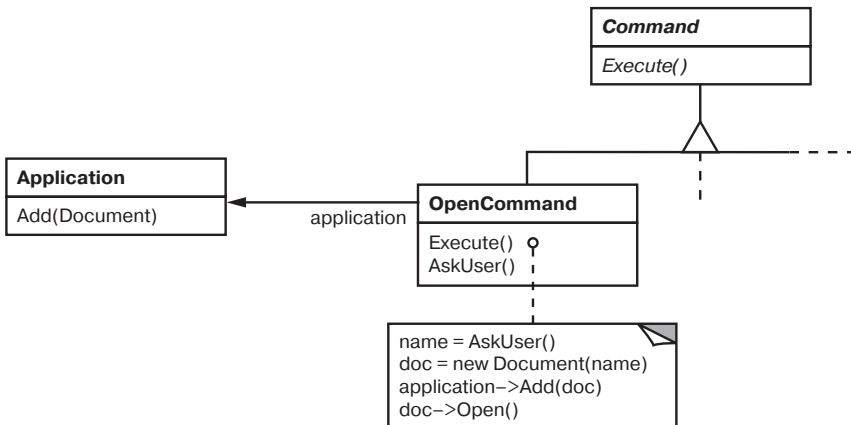 Command
Execute()
Application
Add(Document)
application
OpenCommand
Execute()
AskUser()
name = AskUser()
doc = new Document(name)
application−>Add(doc)
doc−>Open()